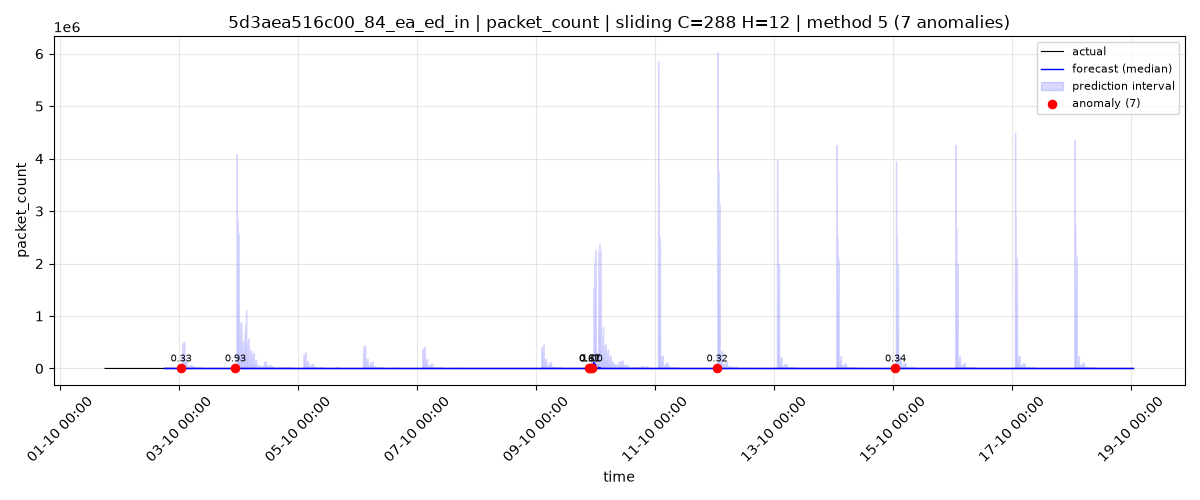 5d3aea516c00_84_ea_ed_in | packet_count | sliding C=288 H=12 | method 5 (7 anomalies)
1e6
actual
forecast (median)
prediction interval
anomaly (7)
6
5
4
3
2
1
0
packet_count
0.33
0.93
0.32
0.34
01-10 00:00
03-10 00:00
05-10 00:00
07-10 00:00
09-10 00:00
11-10 00:00
13-10 00:00
15-10 00:00
17-10 00:00
19-10 00:00
time